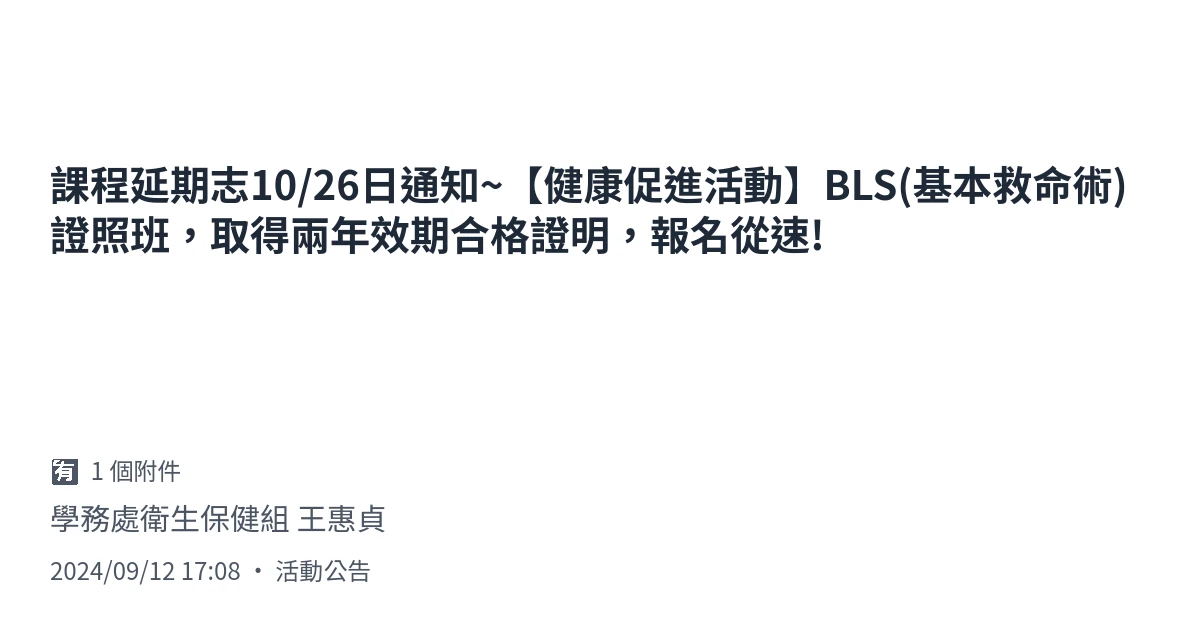 課程延期志10/26日通知~【健康促進活動】BLS(基本救命術)
證照班，取得兩年效期合格證明，報名從速!
有 1 個附件
學務處衛生保健組 王惠貞
2024/09/12 17:08 ・ 活動公告